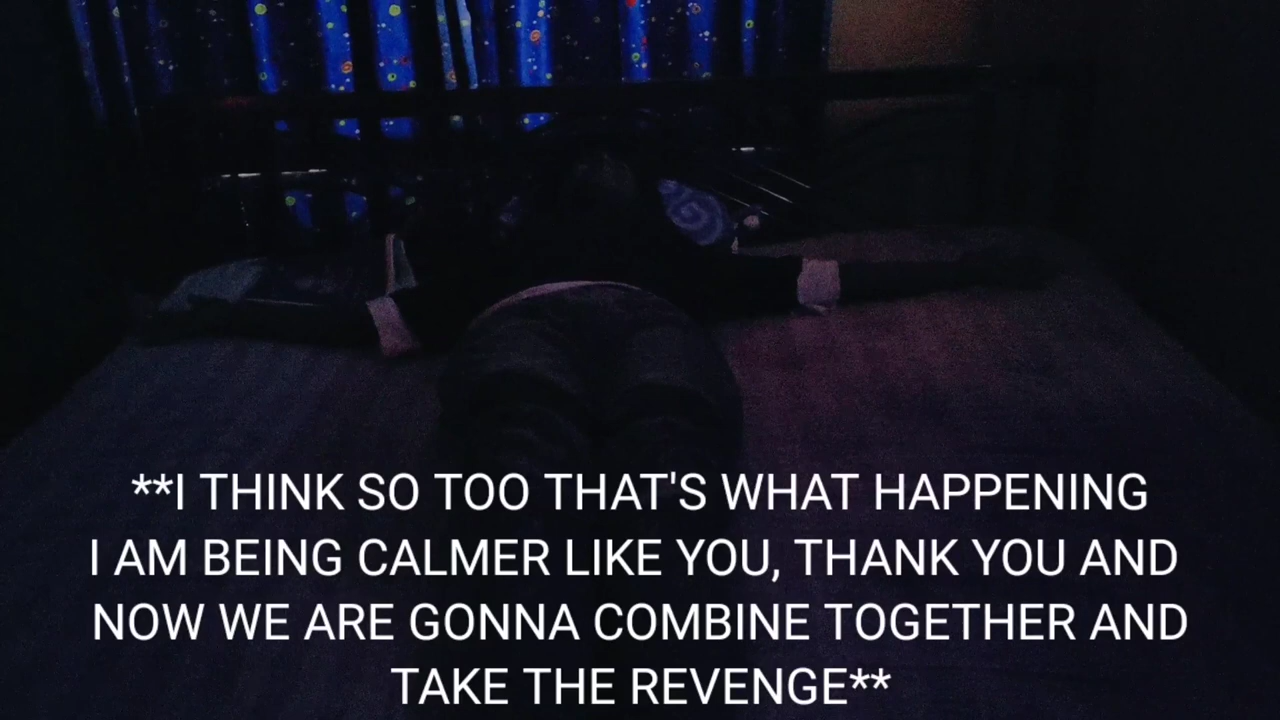 **I THINK SO TOO THAT'S WHAT HAPPENING
I AM BEING CALMER LIKE YOU, THANK YOU AND
NOW WE ARE GONNA COMBINE TOGETHER AND
TAKE THE REVENGE**